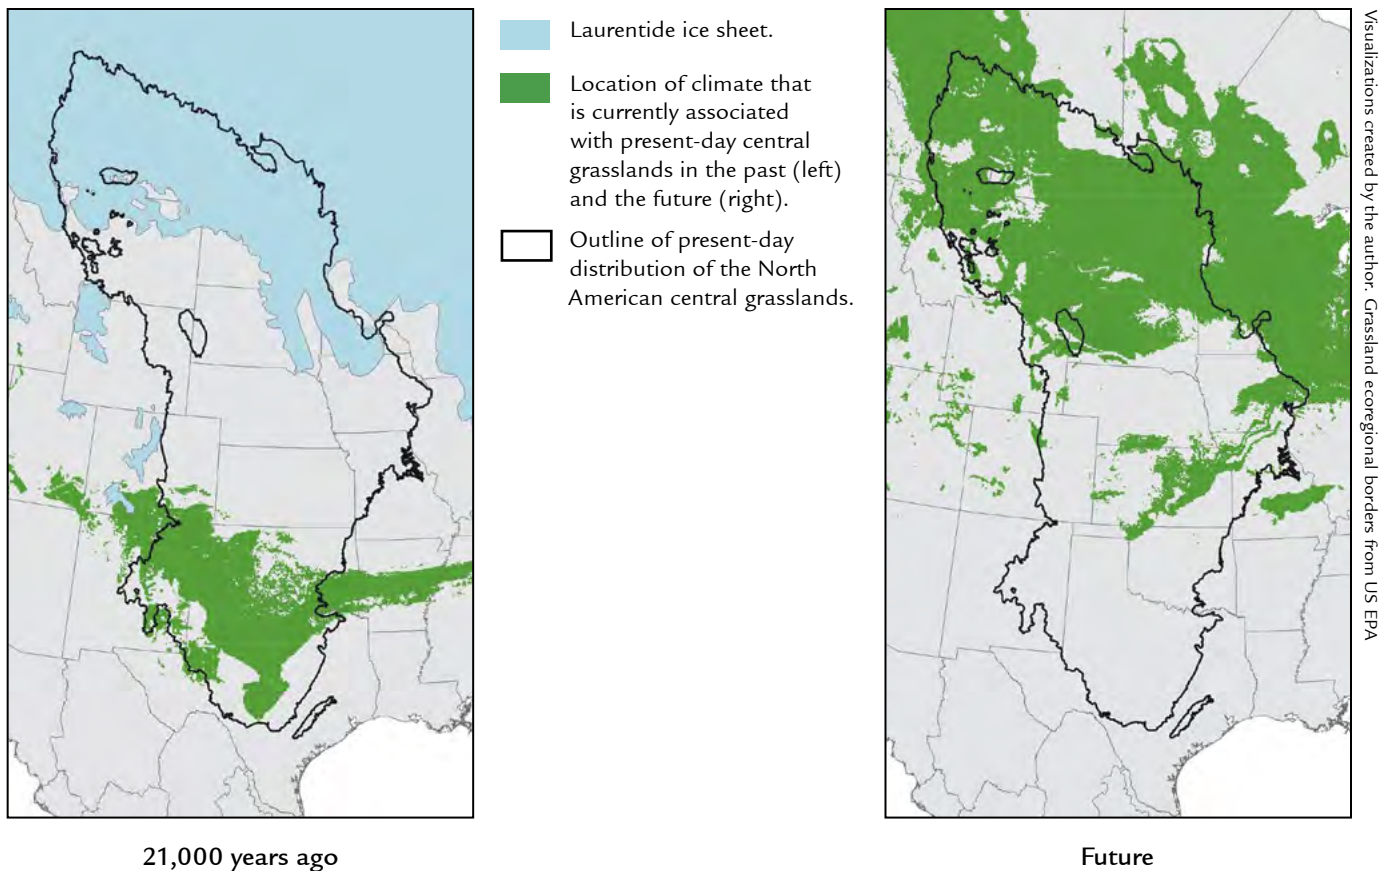 Laurentide ice sheet.
Location of climate that
is currently associated
with present-day central
grasslands in the past (left)
and the future (right).
Outline of present-day
distribution of the North
American central grasslands.
21,000 years ago
Future
Visualizations created by the author. Grassland ecoregional borders from US EPA